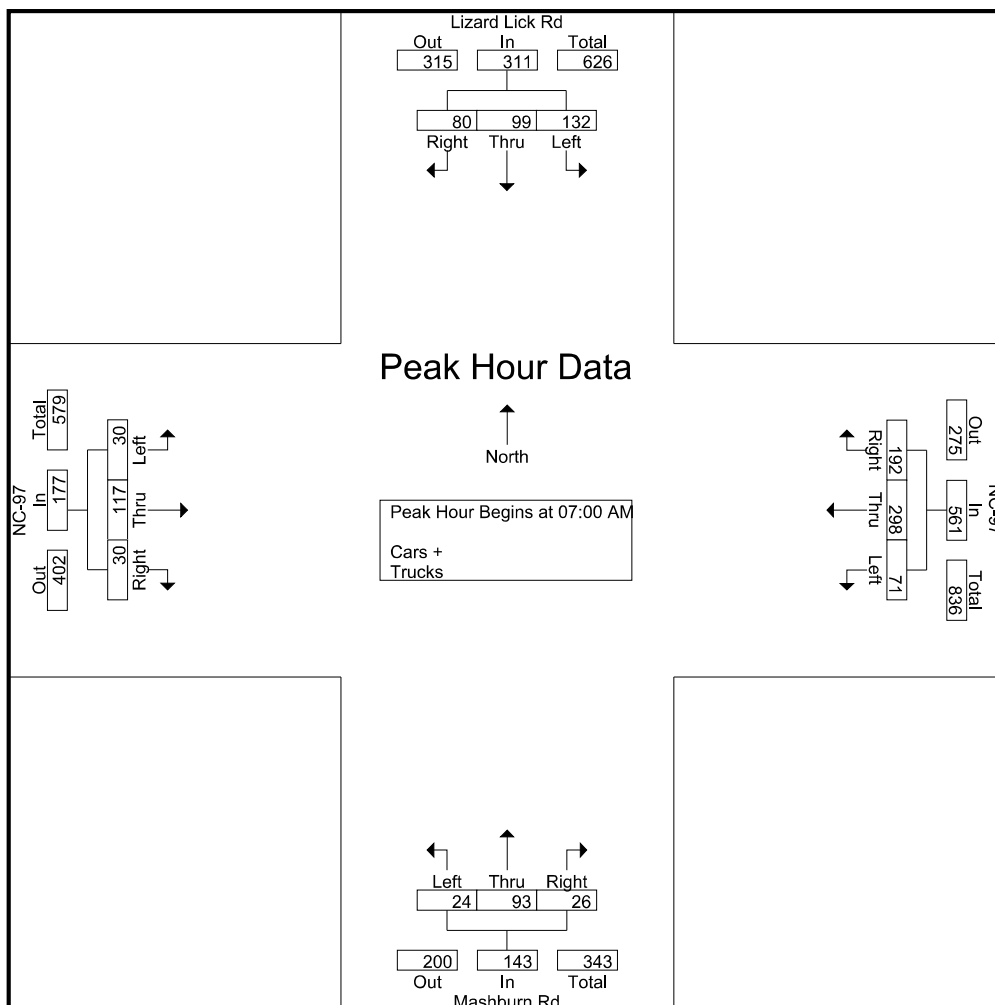 Lizard Lick Rd
Out In Total
315 311 626
80 99 132
Right Thru Left
Peak Hour Data
North
Peak Hour Begins at 07:00 AM
Cars +
Trucks
NC-97
Out In Total
402 177 579
30 117 30
Left Thru Right
NC-97
Out In Total
275 561 836
192 298 71
Right Thru Left
Left Thru Right
24 93 26
200 143 343
Out In Total
Mashburn Rd